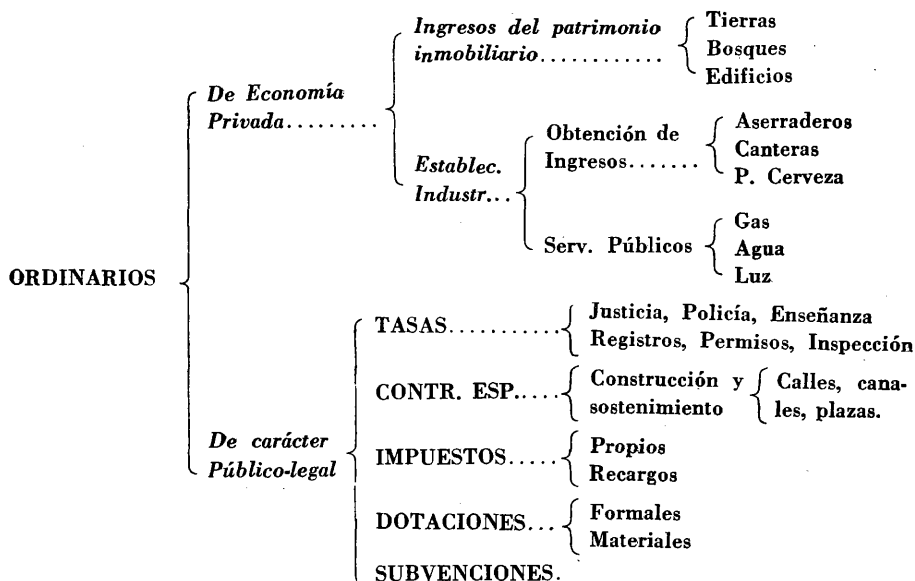 Ingresos del patrimonio
inmobiliario............
Tierras
Bosques
Edificios
De Economía
Privada.........
Establec.
Industr...
Obtención de
Ingresos.......
Aserraderos
Canteras
P. Cerveza
Serv. Públicos
Gas
Agua
Luz
ORDINARIOS
TASAS...........
Justicia, Policía, Enseñanza
Registros, Permisos, Inspección
CONTR. ESP.....
Construcción y
sostenimiento
Calles, cana-
les, plazas.
De carácter
Público-legal
IMPUESTOS.....
Propios
Recargos
DOTACIONES...
Formales
Materiales
SUBVENCIONES.